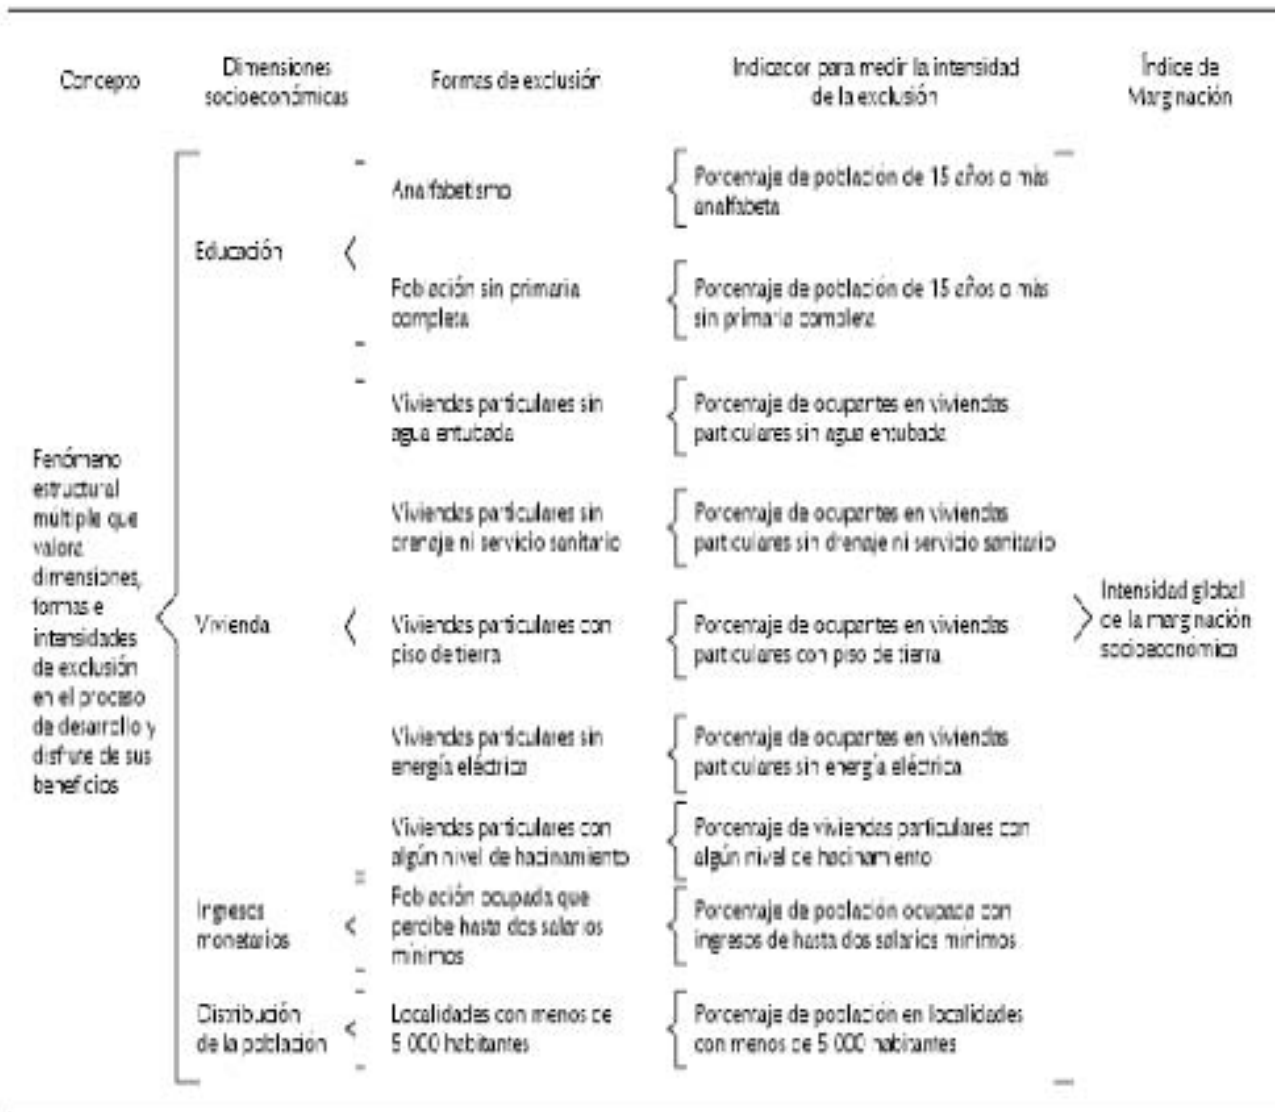 Concepto
Dimensiones
socioeconómicas
Formas de exclusión
Indicador para medir la intensidad
de la exclusión
Índice de
Marginación
Fenómeno
estructural
múltiple que
valora
dimensiones,
formas e
intensidades
de exclusión
en el proceso
de desarrollo y
disfrute de sus
beneficios
Educación
Analfabetismo
Porcentaje de población de 15 años o más
analfabeta
Población sin primaria
completa
Porcentaje de población de 15 años o más
sin primaria completa
Vivienda
Viviendas particulares sin
agua entubada
Porcentaje de ocupantes en viviendas
particulares sin agua entubada
Viviendas particulares sin
drenaje ni servicio sanitario
Porcentaje de ocupantes en viviendas
particulares sin drenaje ni servicio sanitario
Viviendas particulares con
piso de tierra
Porcentaje de ocupantes en viviendas
particulares con piso de tierra
Viviendas particulares sin
energía eléctrica
Porcentaje de ocupantes en viviendas
particulares sin energía eléctrica
Viviendas particulares con
algún nivel de hacinamiento
Porcentaje de viviendas particulares con
algún nivel de hacinamiento
Ingresos
monetarios
Población ocupada que
percibe hasta dos salarios
mínimos
Porcentaje de población ocupada con
ingresos de hasta dos salarios mínimos
Distribución
de la población
Localidades con menos de
5 000 habitantes
Porcentaje de población en localidades
con menos de 5 000 habitantes
Intensidad global
de la marginación
socioeconómica